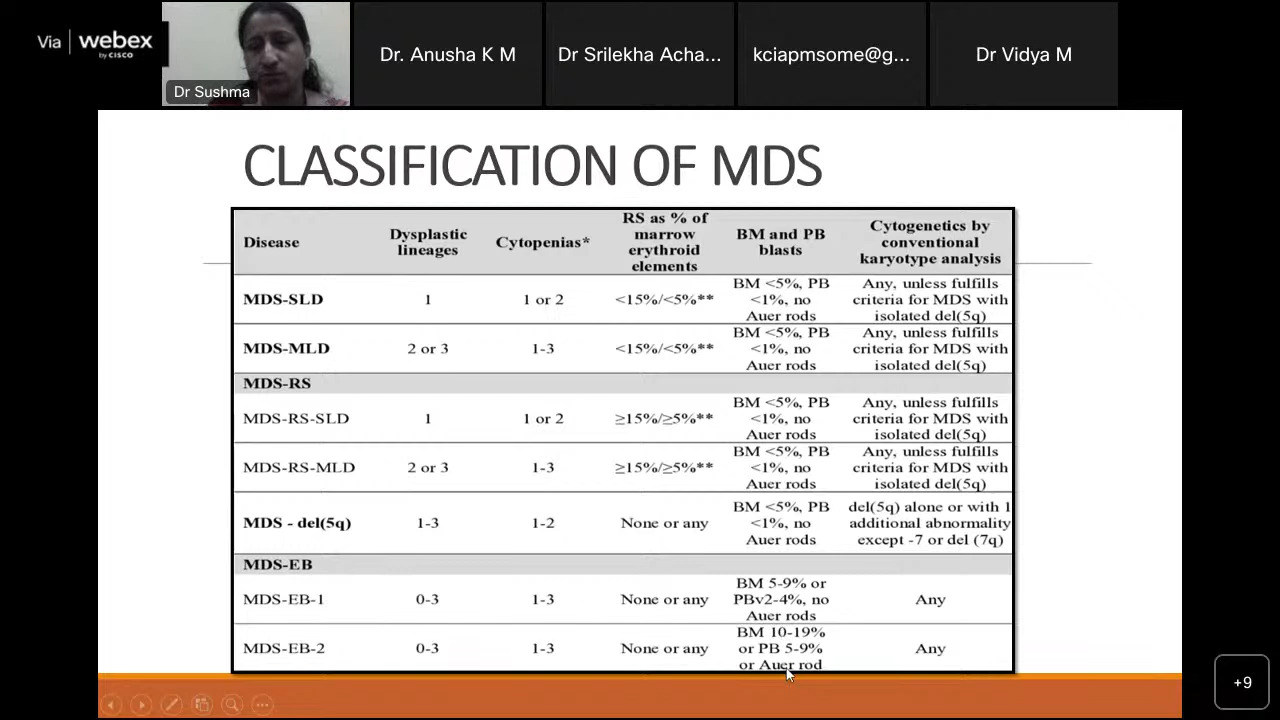 Via webex
by CISCO
Dr Sushma
Dr. Anusha K M
Dr Srilekha Acha...
kciapmsome@g...
Dr Vidya M
CLASSIFICATION OF MDS
Disease
Dysplastic
lineages
Cytopenias*
RS as % of
marrow
erythroid
elements
BM and PB
blasts
Cytogenetics by
conventional
karyotype analysis
MDS-SLD
1
1 or 2
<15%/<5%**
BM <5%, PB
<1%, no
Auer rods
Any, unless fulfills
criteria for MDS with
isolated del(5q)
MDS-MLD
2 or 3
1-3
<15%/<5%**
BM <5%, PB
<1%, no
Auer rods
Any, unless fulfills
criteria for MDS with
isolated del(5q)
MDS-RS
MDS-RS-SLD
1
1 or 2
≥15%/≥5%**
BM <5%, PB
<1%, no
Auer rods
Any, unless fulfills
criteria for MDS with
isolated del(5q)
MDS-RS-MLD
2 or 3
1-3
≥15%/≥5%**
BM <5%, PB
<1%, no
Auer rods
Any, unless fulfills
criteria for MDS with
isolated del(5q)
MDS - del(5q)
1-3
1-2
None or any
BM <5%, PB
<1%, no
Auer rods
del(5q) alone or with 1
additional abnormality
except -7 or del (7q)
MDS-EB
MDS-EB-1
0-3
1-3
None or any
BM 5-9% or
PBv2-4%, no
Auer rods
Any
MDS-EB-2
0-3
1-3
None or any
BM 10-19%
or PB 5-9%
or Auer rod
Any
+9